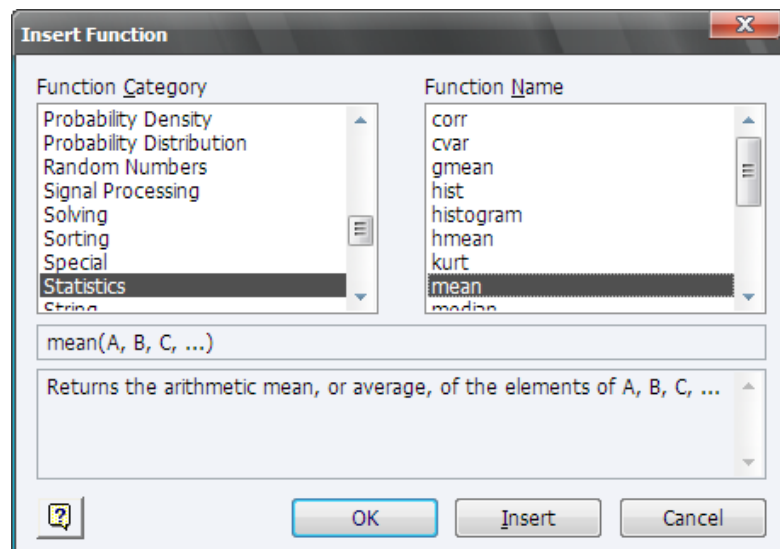 Insert Function
Function Category
Probability Density
Probability Distribution
Random Numbers
Signal Processing
Solving
Sorting
Special
Statistics
String
Function Name
corr
cvar
gmean
hist
histogram
hmean
kurt
mean
median
mean(A, B, C, ...)
Returns the arithmetic mean, or average, of the elements of A, B, C, ...
?
OK
Insert
Cancel